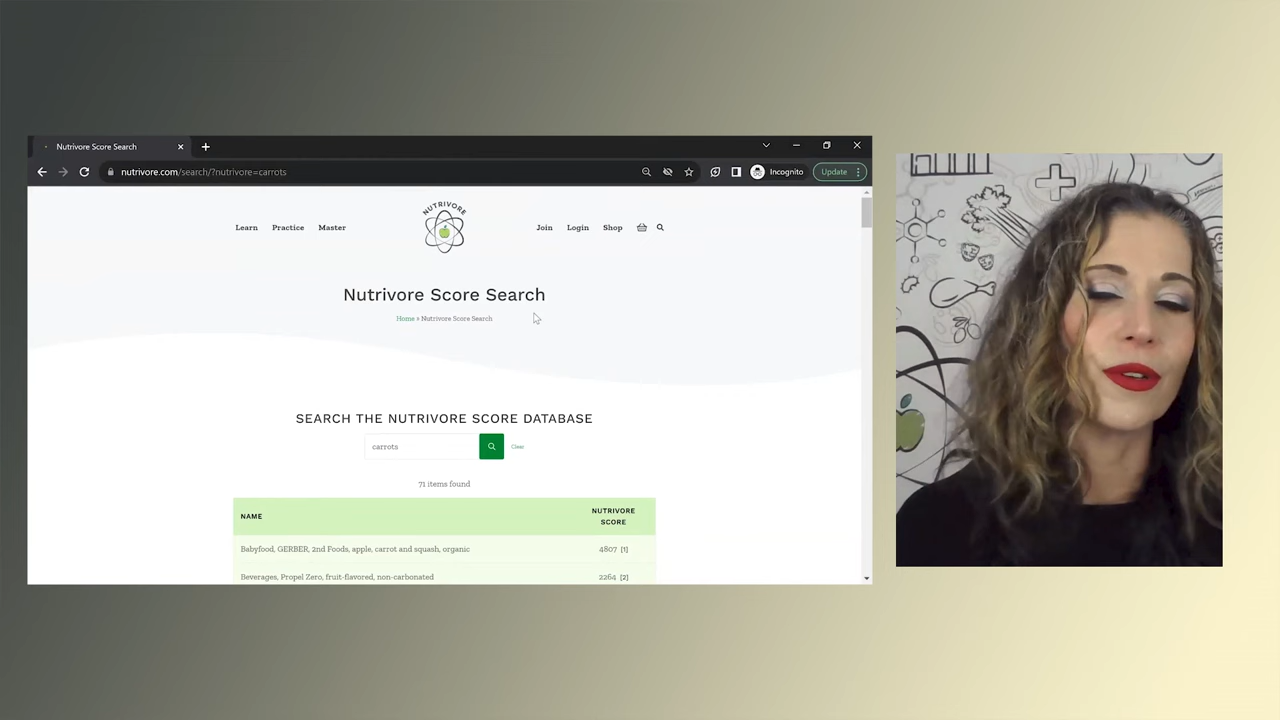 Nutrivore Score Search
nutrivore.com/search/?nutrivore=carrots
Incognito
Update
Learn
Practice
Master
NUTRIVORE
Join
Login
Shop
Nutrivore Score Search
Home » Nutrivore Score Search
SEARCH THE NUTRIVORE SCORE DATABASE
carrots
Clear
71 items found
NAME
NUTRIVORE
SCORE
Babyfood, GERBER, 2nd Foods, apple, carrot and squash, organic
4807 [1]
Beverages, Propel Zero, fruit-flavored, non-carbonated
2264 [2]